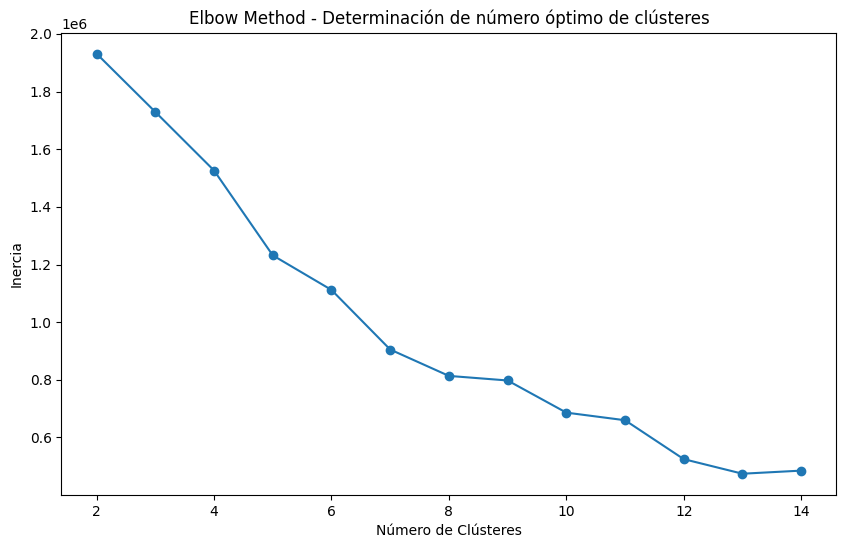 Elbow Method - Determinación de número óptimo de clústeres
1e6
2.0
1.8
1.6
1.4
1.2
1.0
0.8
0.6
Inercia
2 4 6 8 10 12 14
Número de Clústeres